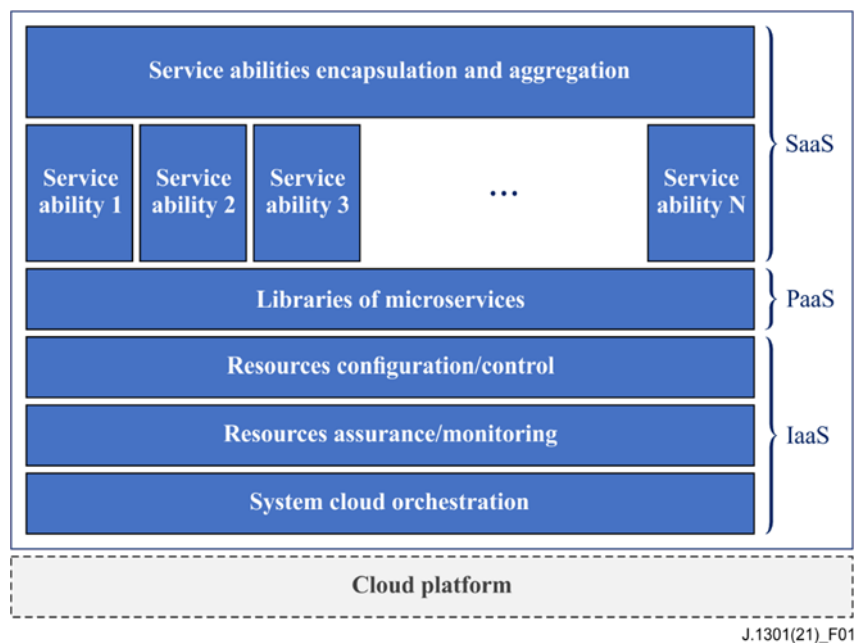 Service abilities encapsulation and aggregation
SaaS
Service ability 1
Service ability 2
Service ability 3
...
Service ability N
Libraries of microservices
PaaS
Resources configuration/control
Resources assurance/monitoring
IaaS
System cloud orchestration
Cloud platform
J.1301(21)_F01